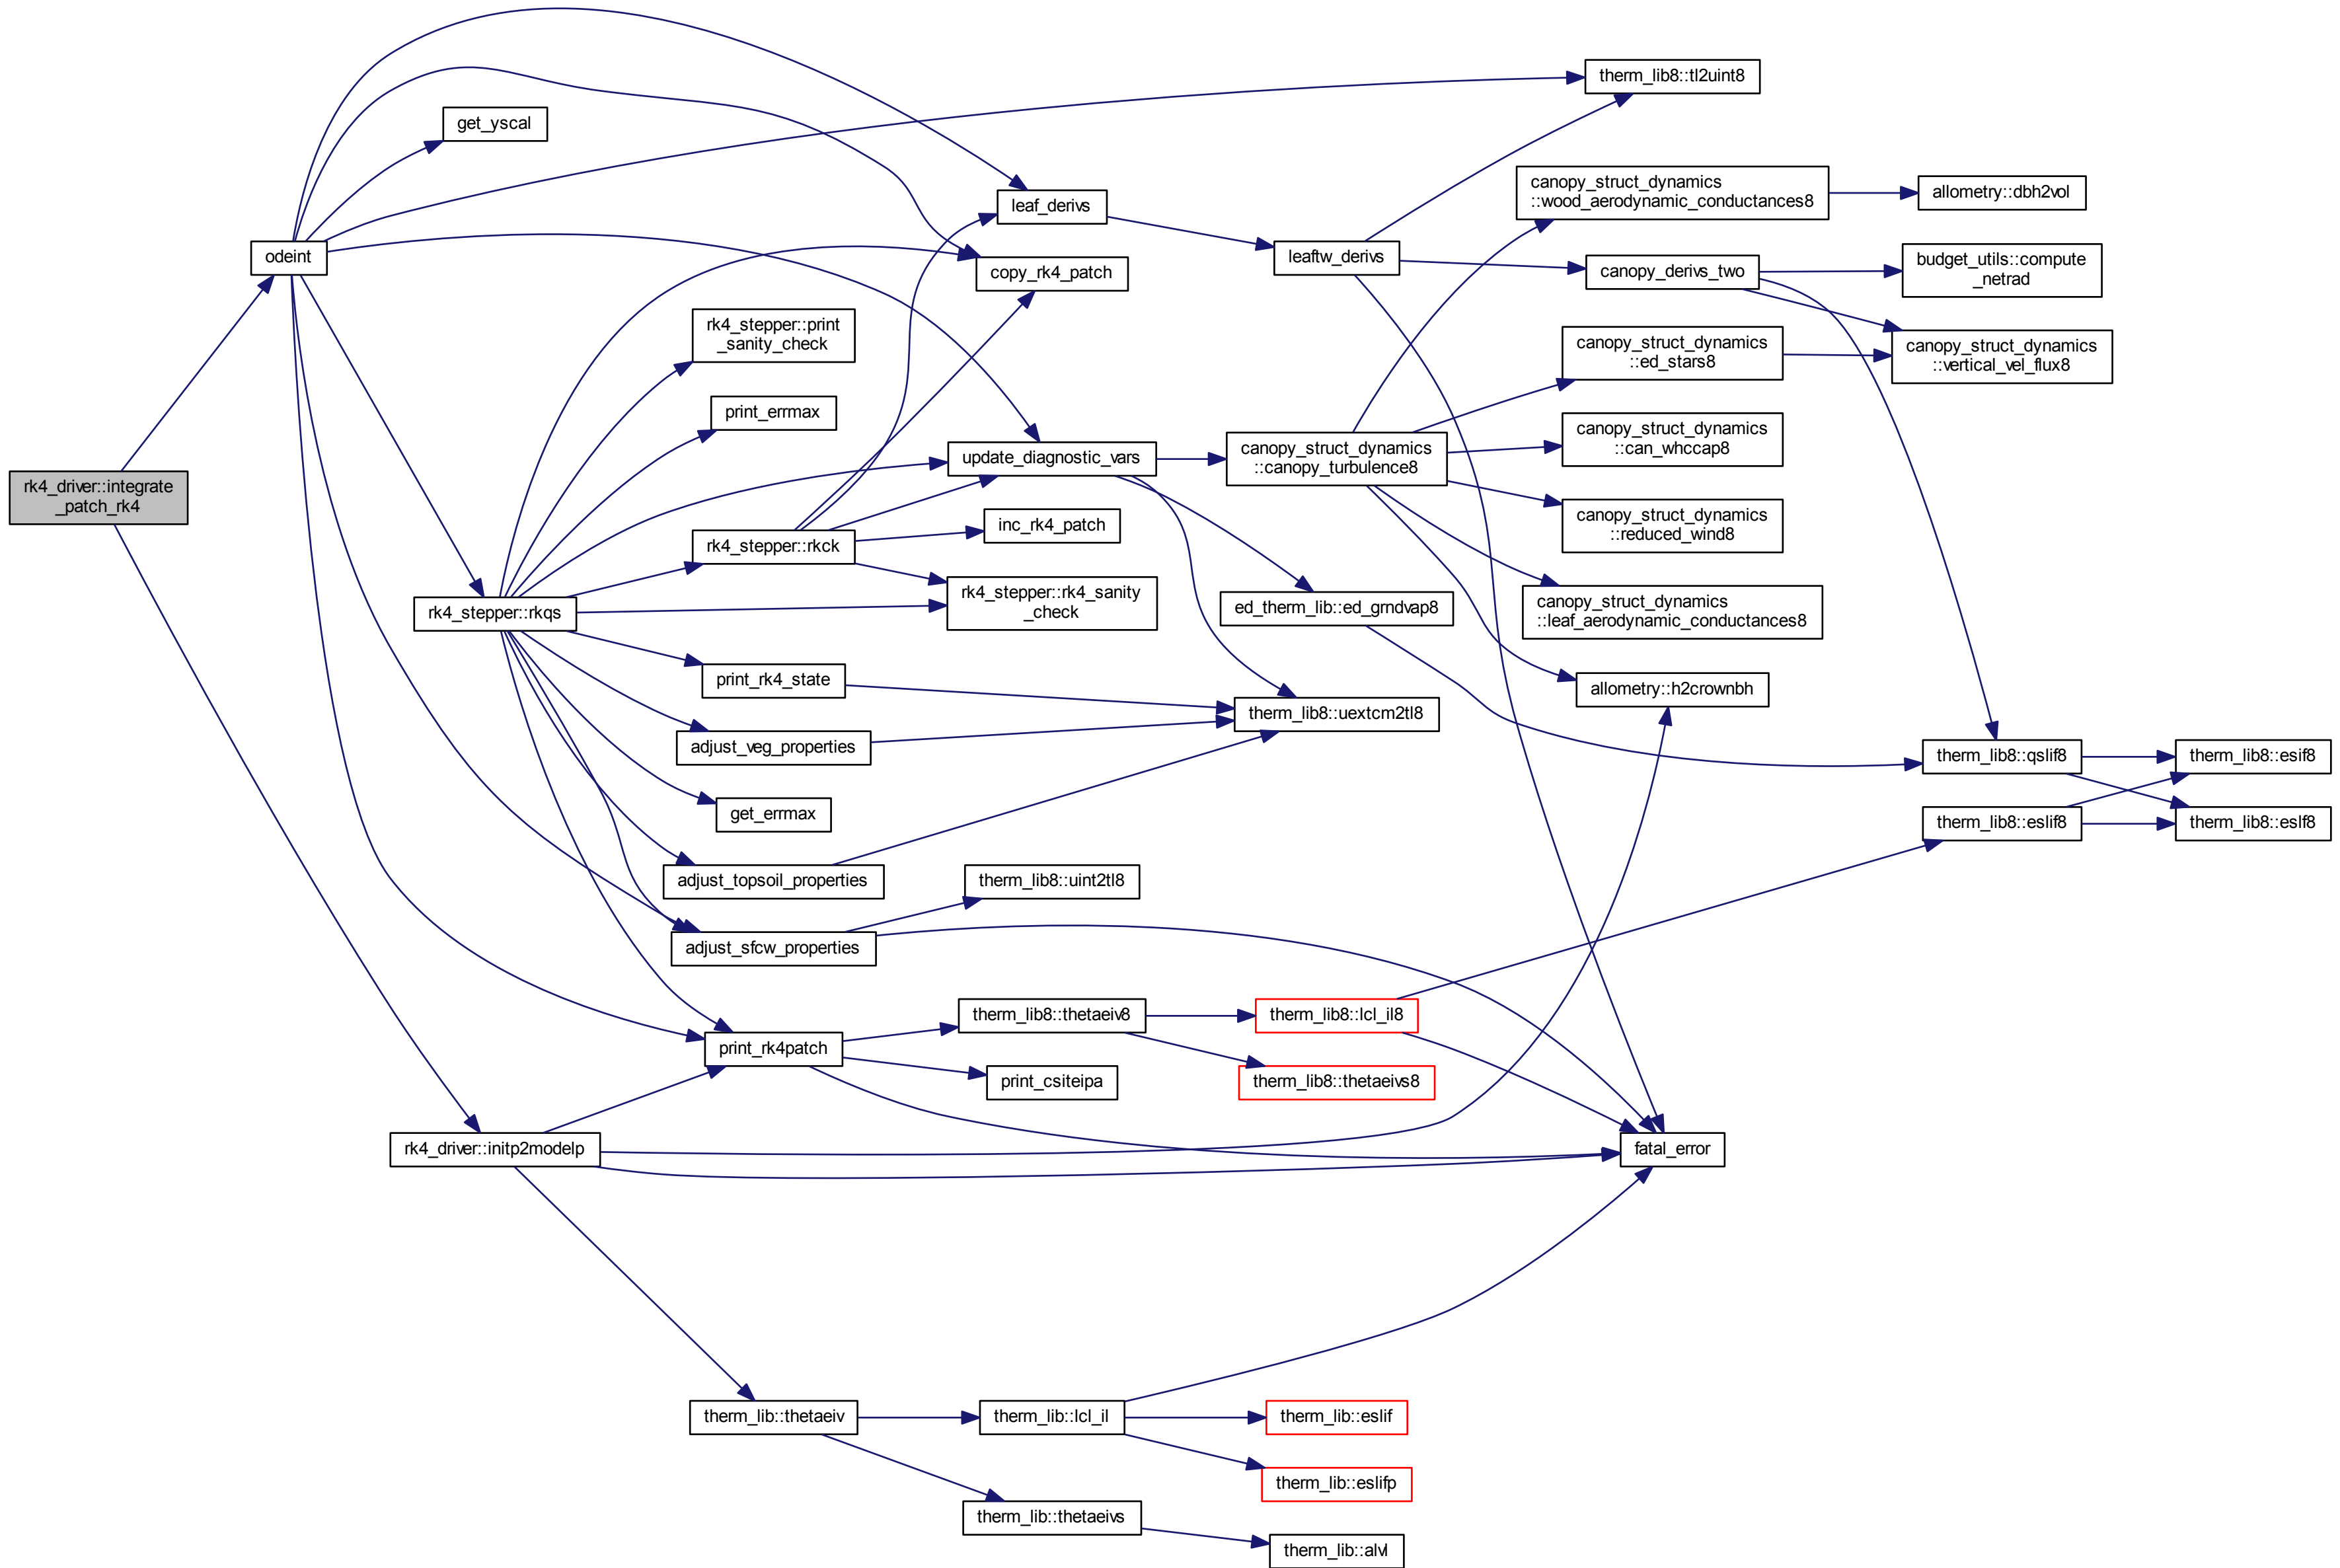 rk4_driver::integrate
_patch_rk4
odeint
rk4_driver::initp2modelp
get_yscal
rk4_stepper::rkqs
rk4_stepper::print
_sanity_check
print_errmax
rk4_stepper::rkck
print_rk4_state
adjust_veg_properties
get_errmax
adjust_topsoil_properties
adjust_sfcw_properties
print_rk4patch
therm_lib::thetaeiv
leaf_derivs
copy_rk4_patch
update_diagnostic_vars
inc_rk4_patch
rk4_stepper::rk4_sanity
_check
therm_lib8::uint2tl8
therm_lib8::thetaeiv8
print_csiteipa
therm_lib::lcl_il
therm_lib::thetaeivs
leaftw_derivs
canopy_struct_dynamics
::canopy_turbulence8
ed_therm_lib::ed_grndvap8
therm_lib8::uextcm2tl8
therm_lib8::lcl_il8
therm_lib8::thetaeivs8
therm_lib::eslif
therm_lib::eslifp
therm_lib::alvl
therm_lib8::tl2uint8
canopy_struct_dynamics
::wood_aerodynamic_conductances8
canopy_derivs_two
canopy_struct_dynamics
::ed_stars8
canopy_struct_dynamics
::can_whccap8
canopy_struct_dynamics
::reduced_wind8
canopy_struct_dynamics
::leaf_aerodynamic_conductances8
allometry::h2crownbh
fatal_error
allometry::dbh2vol
budget_utils::compute
_netrad
canopy_struct_dynamics
::vertical_vel_flux8
therm_lib8::qslif8
therm_lib8::eslif8
therm_lib8::esif8
therm_lib8::eslf8